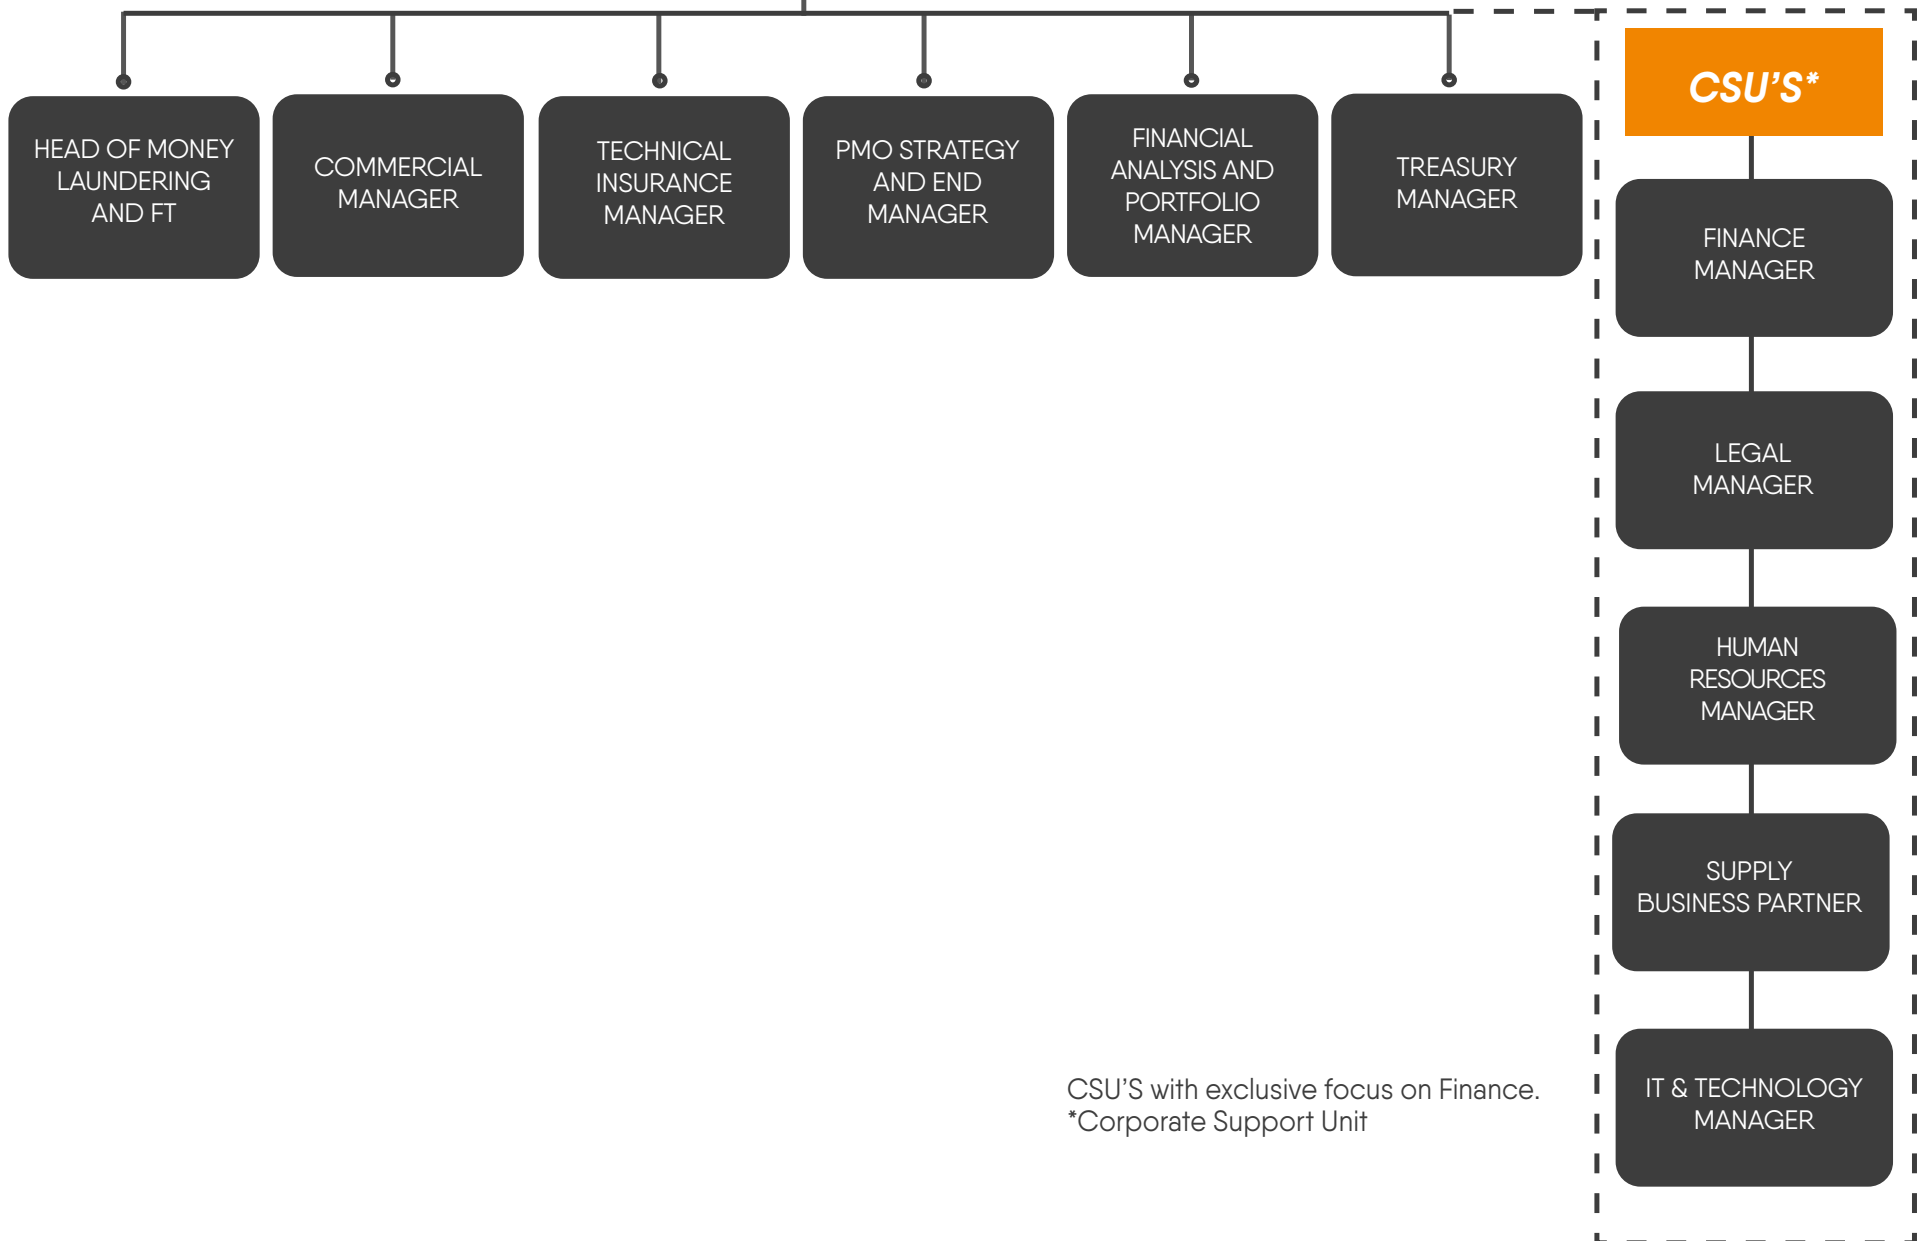 HEAD OF MONEY
LAUNDERING
AND FT
COMMERCIAL
MANAGER
TECHNICAL
INSURANCE
MANAGER
PMO STRATEGY
AND END
MANAGER
FINANCIAL
ANALYSIS AND
PORTFOLIO
MANAGER
TREASURY
MANAGER
CSU’S*
FINANCE
MANAGER
LEGAL
MANAGER
HUMAN
RESOURCES
MANAGER
SUPPLY
BUSINESS PARTNER
IT & TECHNOLOGY
MANAGER
CSU’S with exclusive focus on Finance.
*Corporate Support Unit